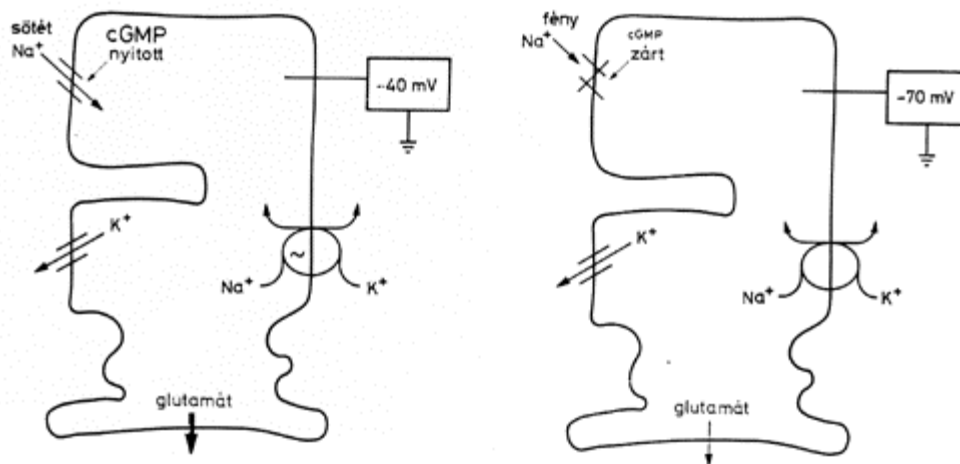 sötét
Na⁺
cGMP
nyitott
–40 mV
K⁺
~
Na⁺
K⁺
glutamát
fény
Na⁺
cGMP
zárt
–70 mV
K⁺
Na⁺
K⁺
glutamát